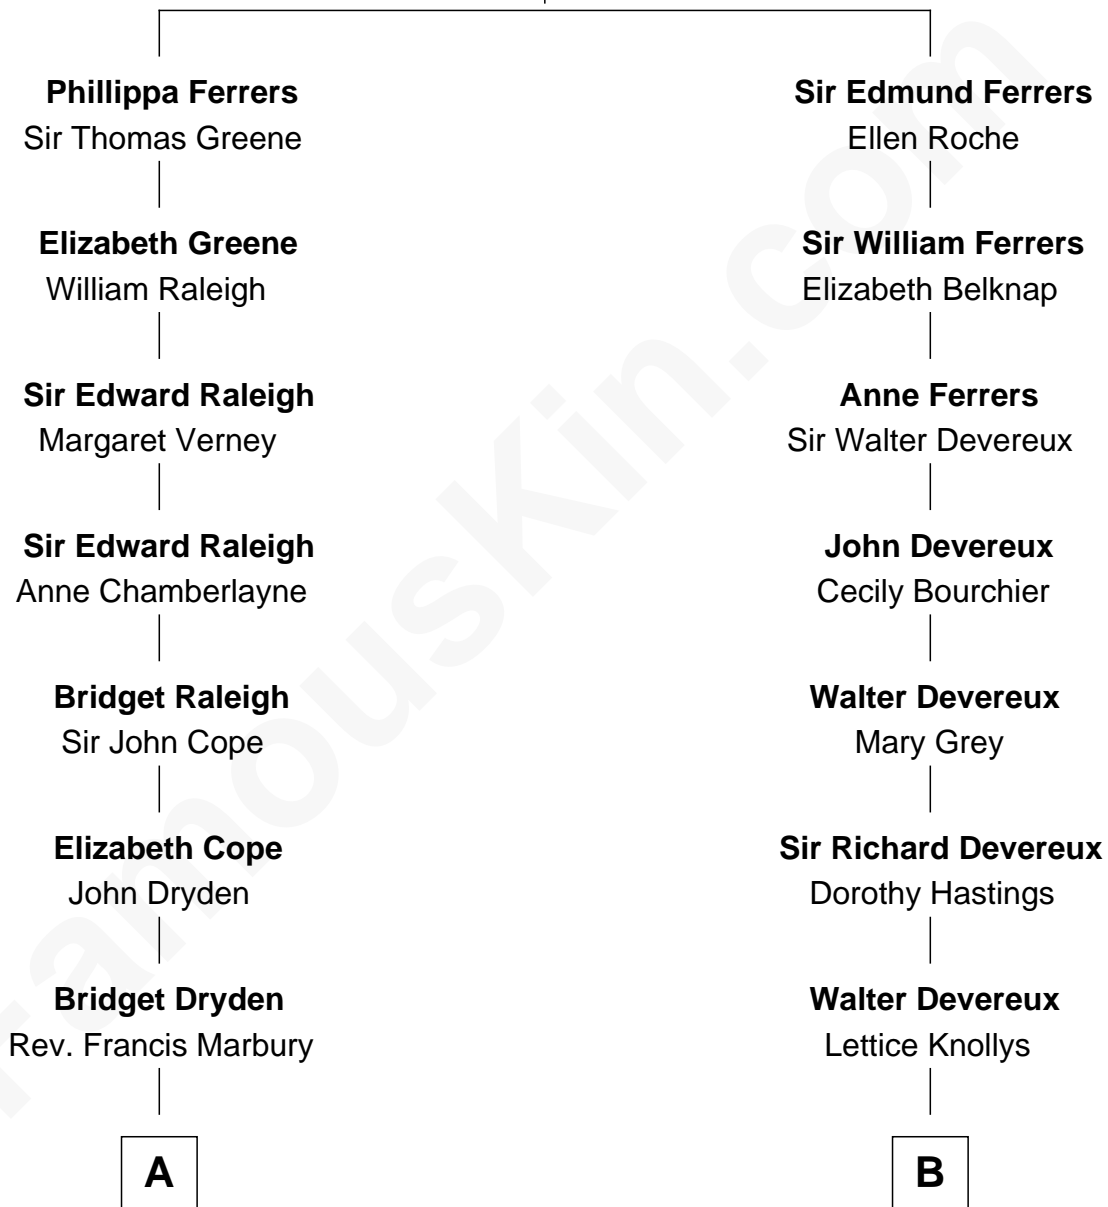 Phillippa Ferrers
Sir Thomas Greene
Elizabeth Greene
William Raleigh
Sir Edward Raleigh
Margaret Verney
Sir Edward Raleigh
Anne Chamberlayne
Bridget Raleigh
Sir John Cope
Elizabeth Cope
John Dryden
Bridget Dryden
Rev. Francis Marbury
A
Sir Edmund Ferrers
Ellen Roche
Sir William Ferrers
Elizabeth Belknap
Anne Ferrers
Sir Walter Devereux
John Devereux
Cecily Bourchier
Walter Devereux
Mary Grey
Sir Richard Devereux
Dorothy Hastings
Walter Devereux
Lettice Knollys
B
FamousKin.com